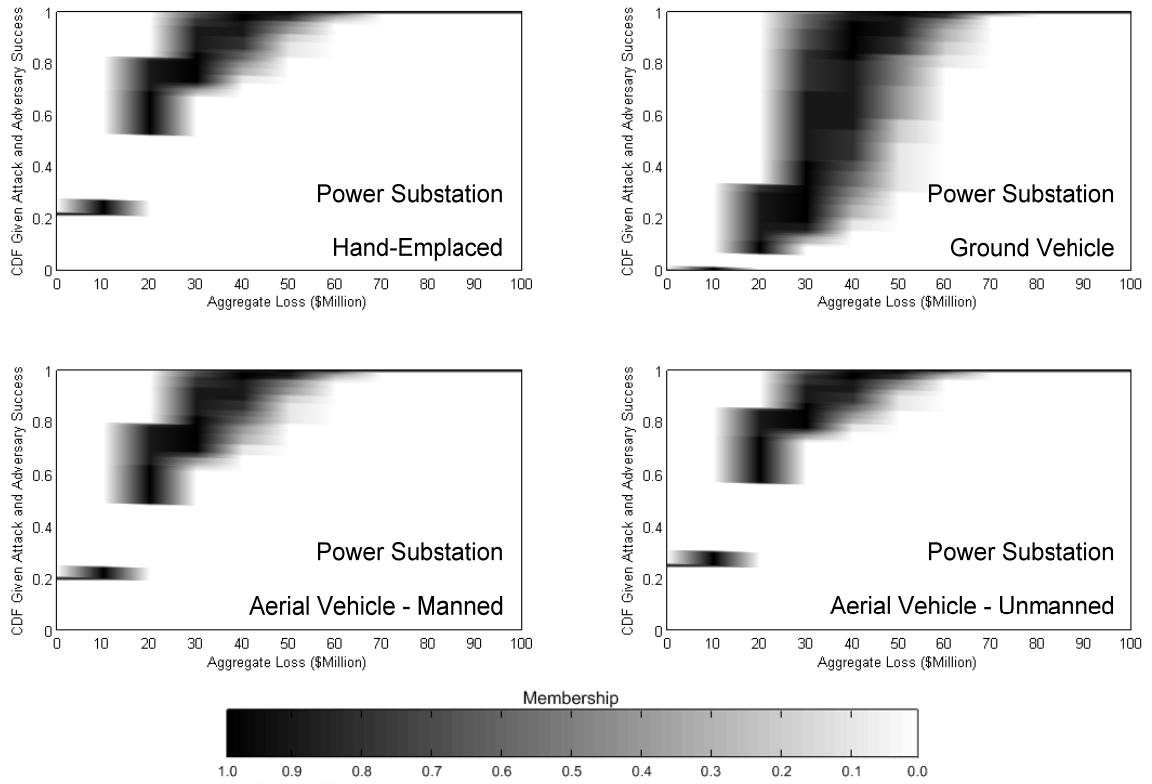 CDF Given Attack and Adversary Success
1
0.8
0.6
0.4
0.2
0
Power Substation
Hand-Emplaced
0 10 20 30 40 50 60 70 80 90 100
Aggregate Loss ($Million)
CDF Given Attack and Adversary Success
1
0.8
0.6
0.4
0.2
0
Power Substation
Ground Vehicle
0 10 20 30 40 50 60 70 80 90 100
Aggregate Loss ($Million)
CDF Given Attack and Adversary Success
1
0.8
0.6
0.4
0.2
0
Power Substation
Aerial Vehicle - Manned
0 10 20 30 40 50 60 70 80 90 100
Aggregate Loss ($Million)
CDF Given Attack and Adversary Success
1
0.8
0.6
0.4
0.2
0
Power Substation
Aerial Vehicle - Unmanned
0 10 20 30 40 50 60 70 80 90 100
Aggregate Loss ($Million)
Membership
1.0 0.9 0.8 0.7 0.6 0.5 0.4 0.3 0.2 0.1 0.0